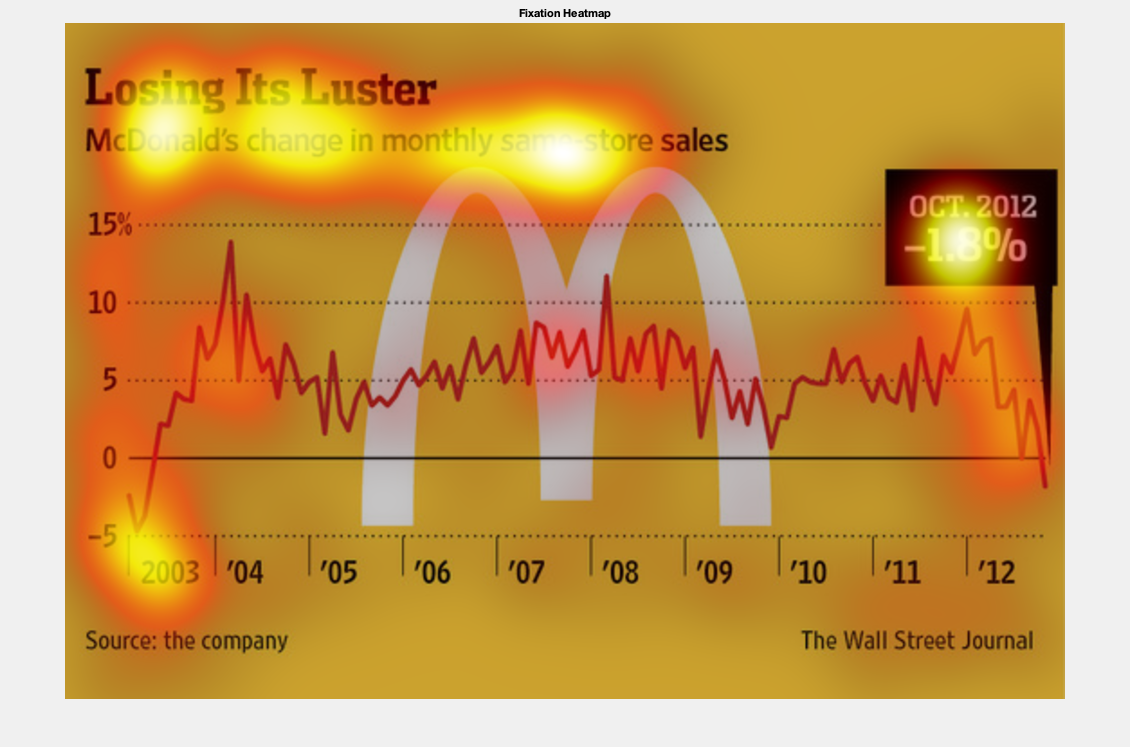 Fixation Heatmap
Losing Its Luster
McDonald's change in monthly same-store sales
OCT. 2012
–1.8%
15%
10
5
0
–5
2003 '04 '05 '06 '07 '08 '09 '10 '11 '12
Source: the company
The Wall Street Journal